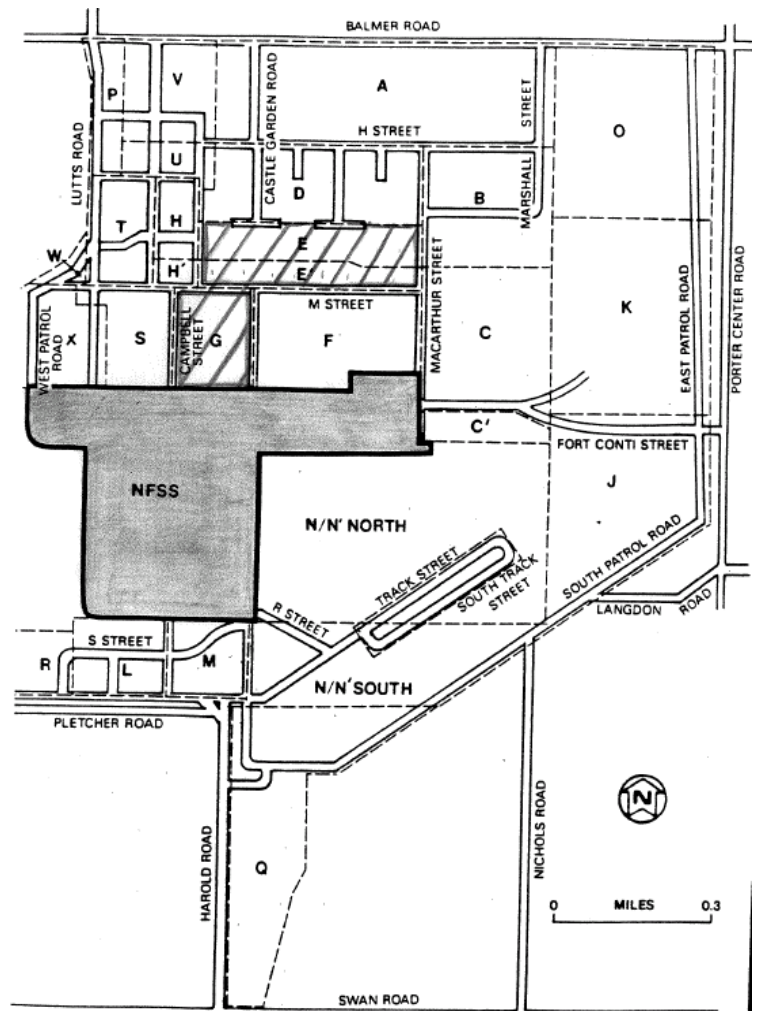 BALMER ROAD
V
P
A
CASTLE GARDEN ROAD
MARSHALL STREET
H STREET
O
LUTTS ROAD
U
D
B
T
H
W
E
H'
E'
M STREET
MACARTHUR STREET
EAST PATROL ROAD
PORTER CENTER ROAD
K
C
WEST PATROL ROAD
X
S
CAMPBELL STREET
G
F
C'
FORT CONTI STREET
J
NFSS
N/N' NORTH
TRACK STREET
SOUTH TRACK STREET
SOUTH PATROL ROAD
LANGDON ROAD
R STREET
S STREET
R
L
M
N/N' SOUTH
PLETCHER ROAD
N
HAROLD ROAD
NICHOLS ROAD
Q
0 MILES 0.3
SWAN ROAD